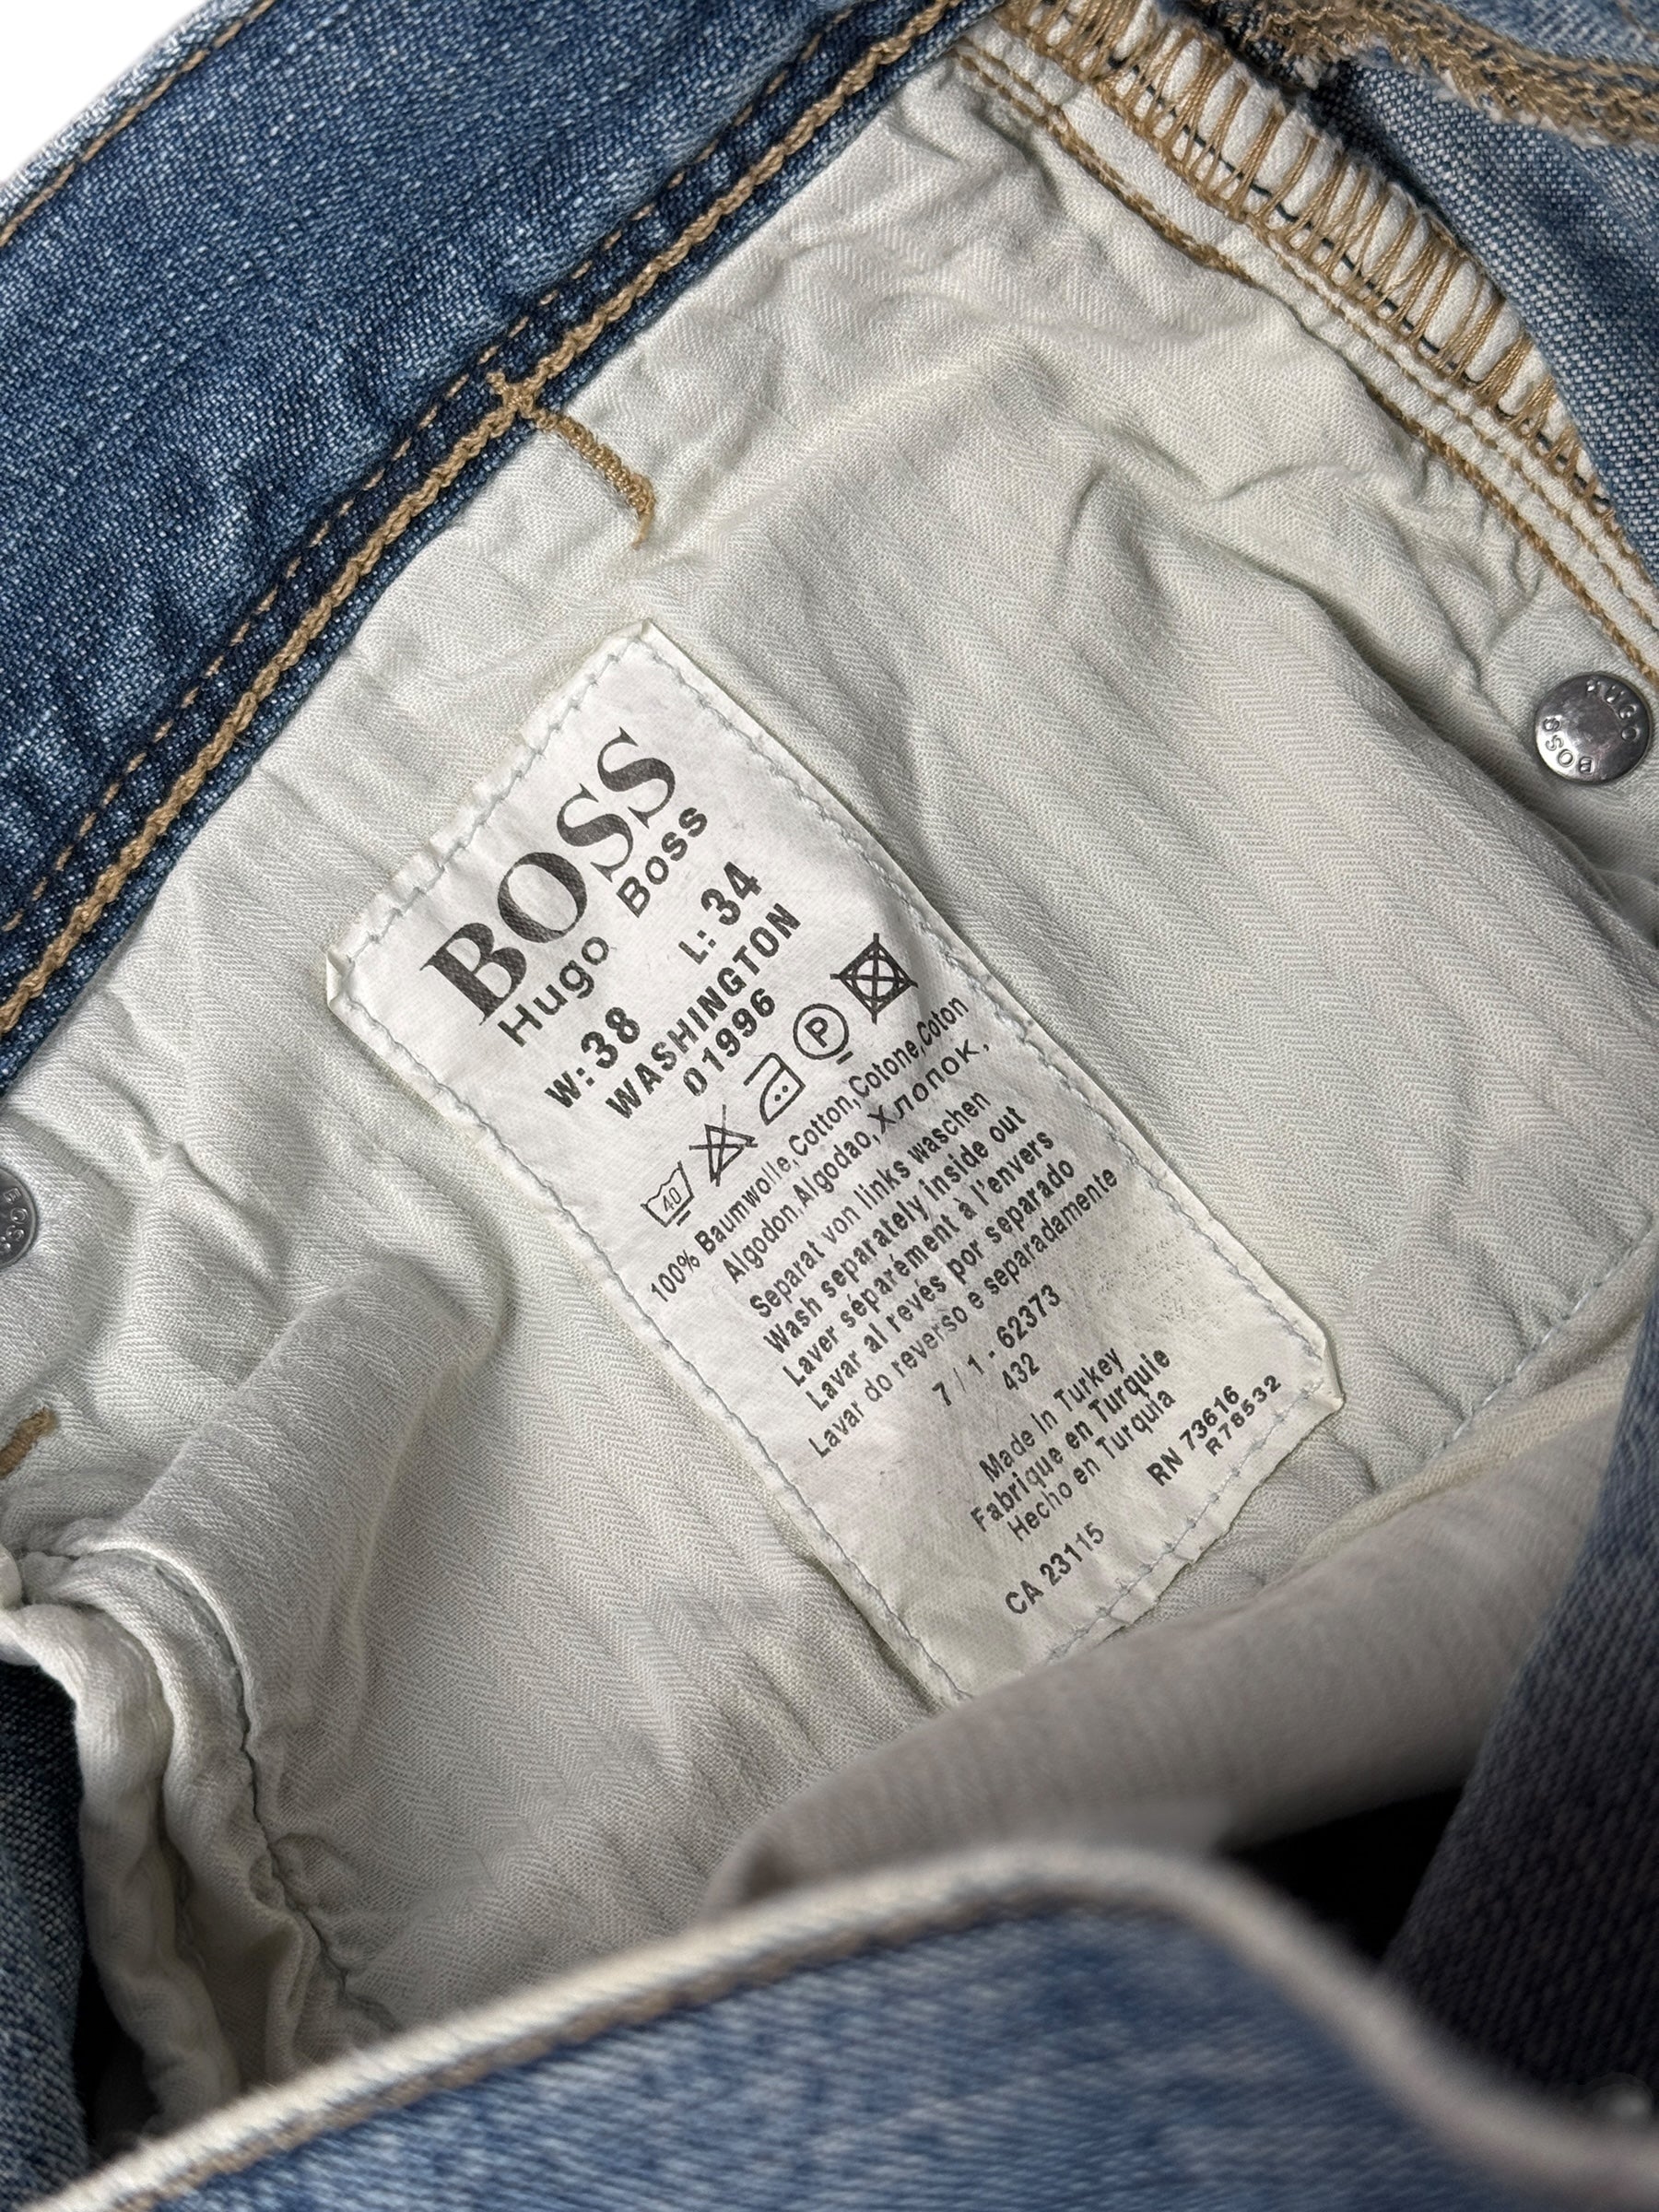 BOSS
Hugo Boss
W:38 L:34
WASHINGTON
01996
40 P
100% Baumwolle,Cotton,Cotone,Coton
Algodon,Algodao,Хлопок,
Separat von links waschen
Wash separately inside out
Laver séparément à l'envers
Lavar al revés por separado
Lavar do reverso e separadamente
7 / 1 - 62373
432
Made In Turkey
Fabrique en Turquie
Hecho en Turquía
RN 73616
R78532
CA 23115
HUGO
BOSS